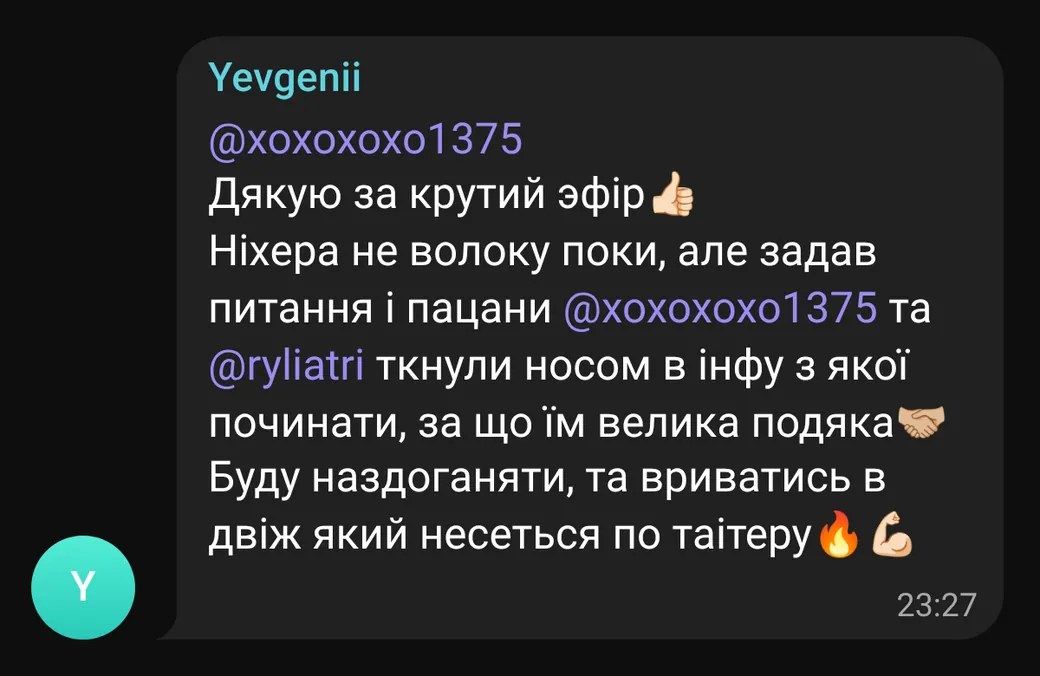 Yevgenii
@xoxoxoxo1375
Дякую за крутий эфір👍🏻
Ніхера не волоку поки, але задав
питання і пацани @xoxoxoxo1375 та
@ryliatri ткнули носом в інфу з якої
починати, за що їм велика подяка🤝🏼
Буду наздоганяти, та вриватись в
двіж який несеться по таітеру🔥💪🏻
23:27
Y